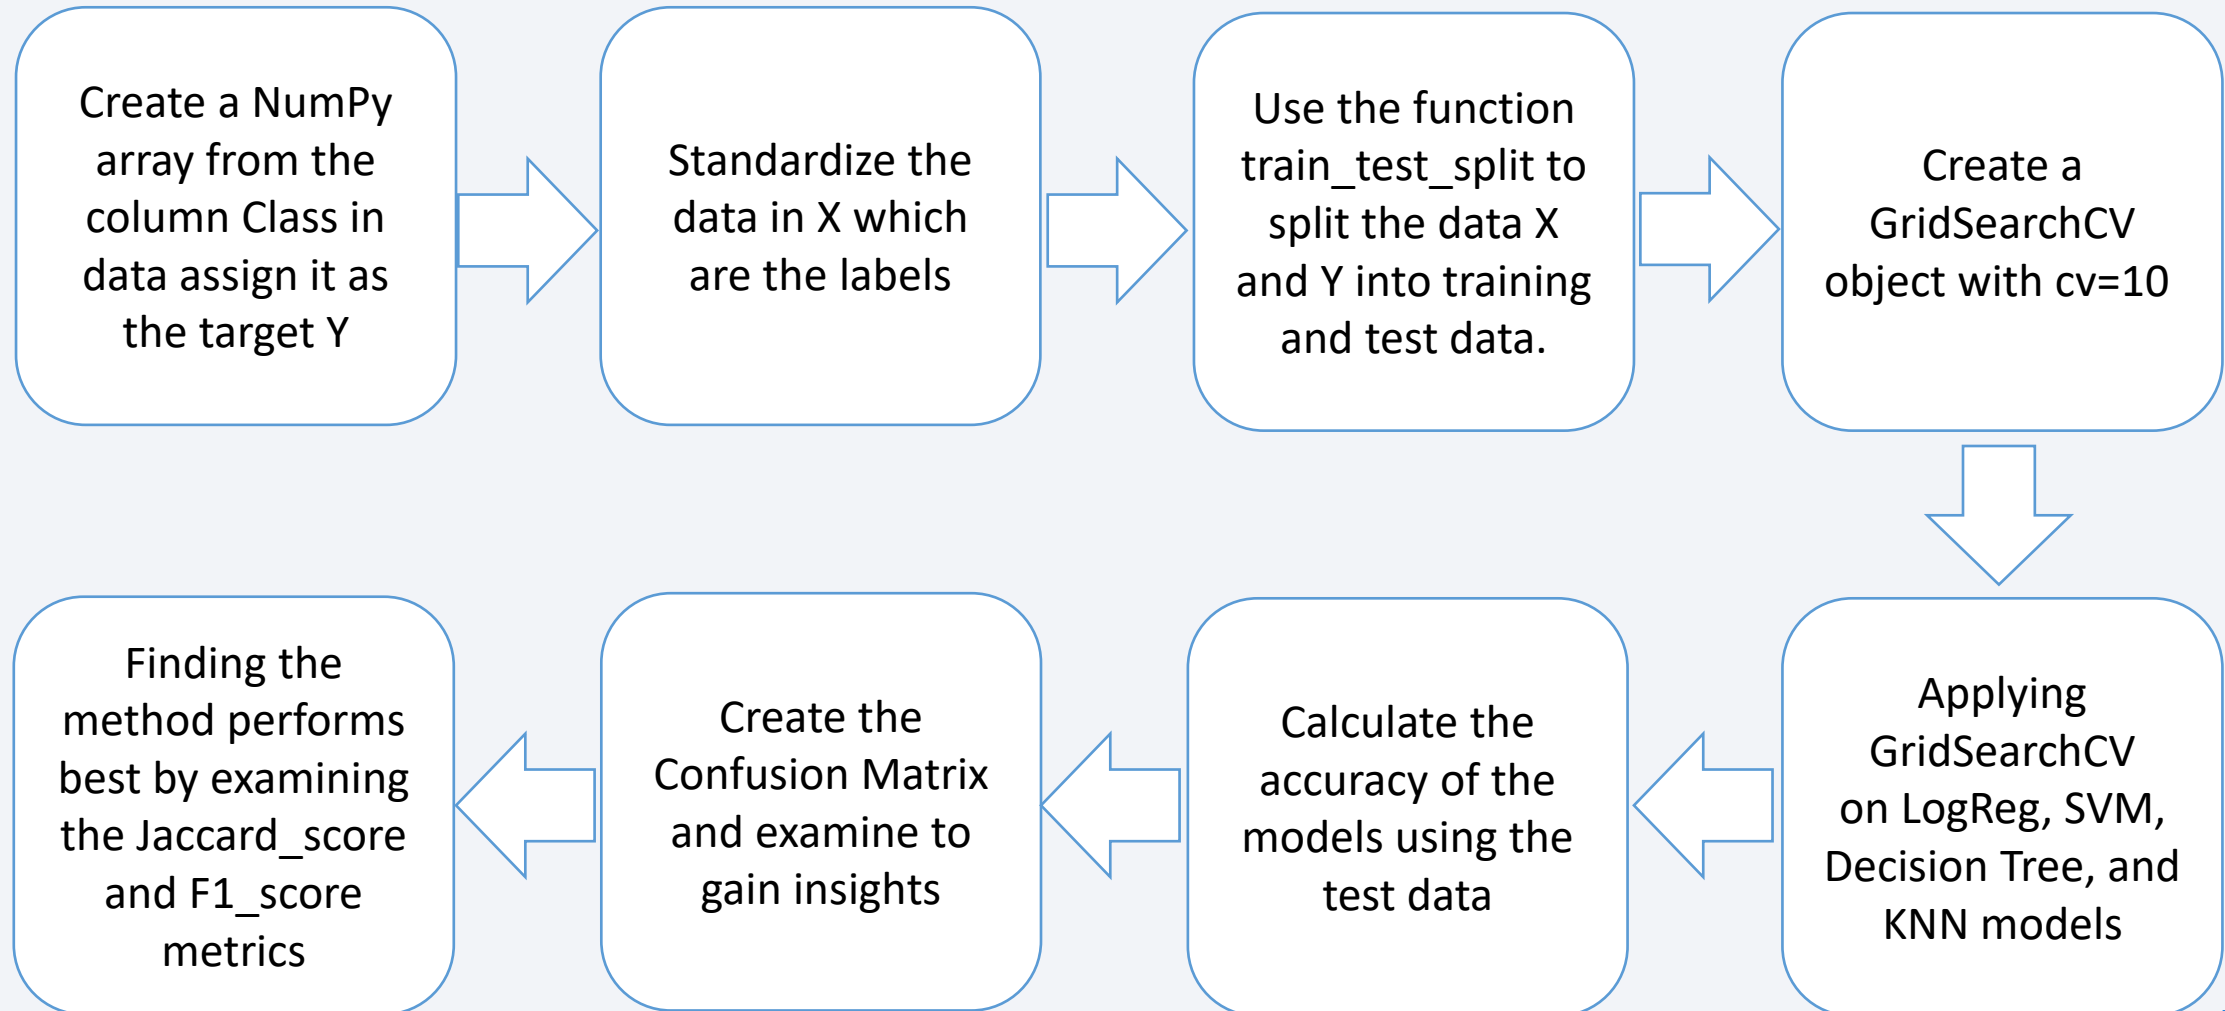 Create a NumPy
array from the
column Class in
data assign it as
the target Y
Standardize the
data in X which
are the labels
Use the function
train_test_split to
split the data X
and Y into training
and test data.
Create a
GridSearchCV
object with cv=10
Applying
GridSearchCV
on LogReg, SVM,
Decision Tree, and
KNN models
Calculate the
accuracy of the
models using the
test data
Create the
Confusion Matrix
and examine to
gain insights
Finding the
method performs
best by examining
the Jaccard_score
and F1_score
metrics